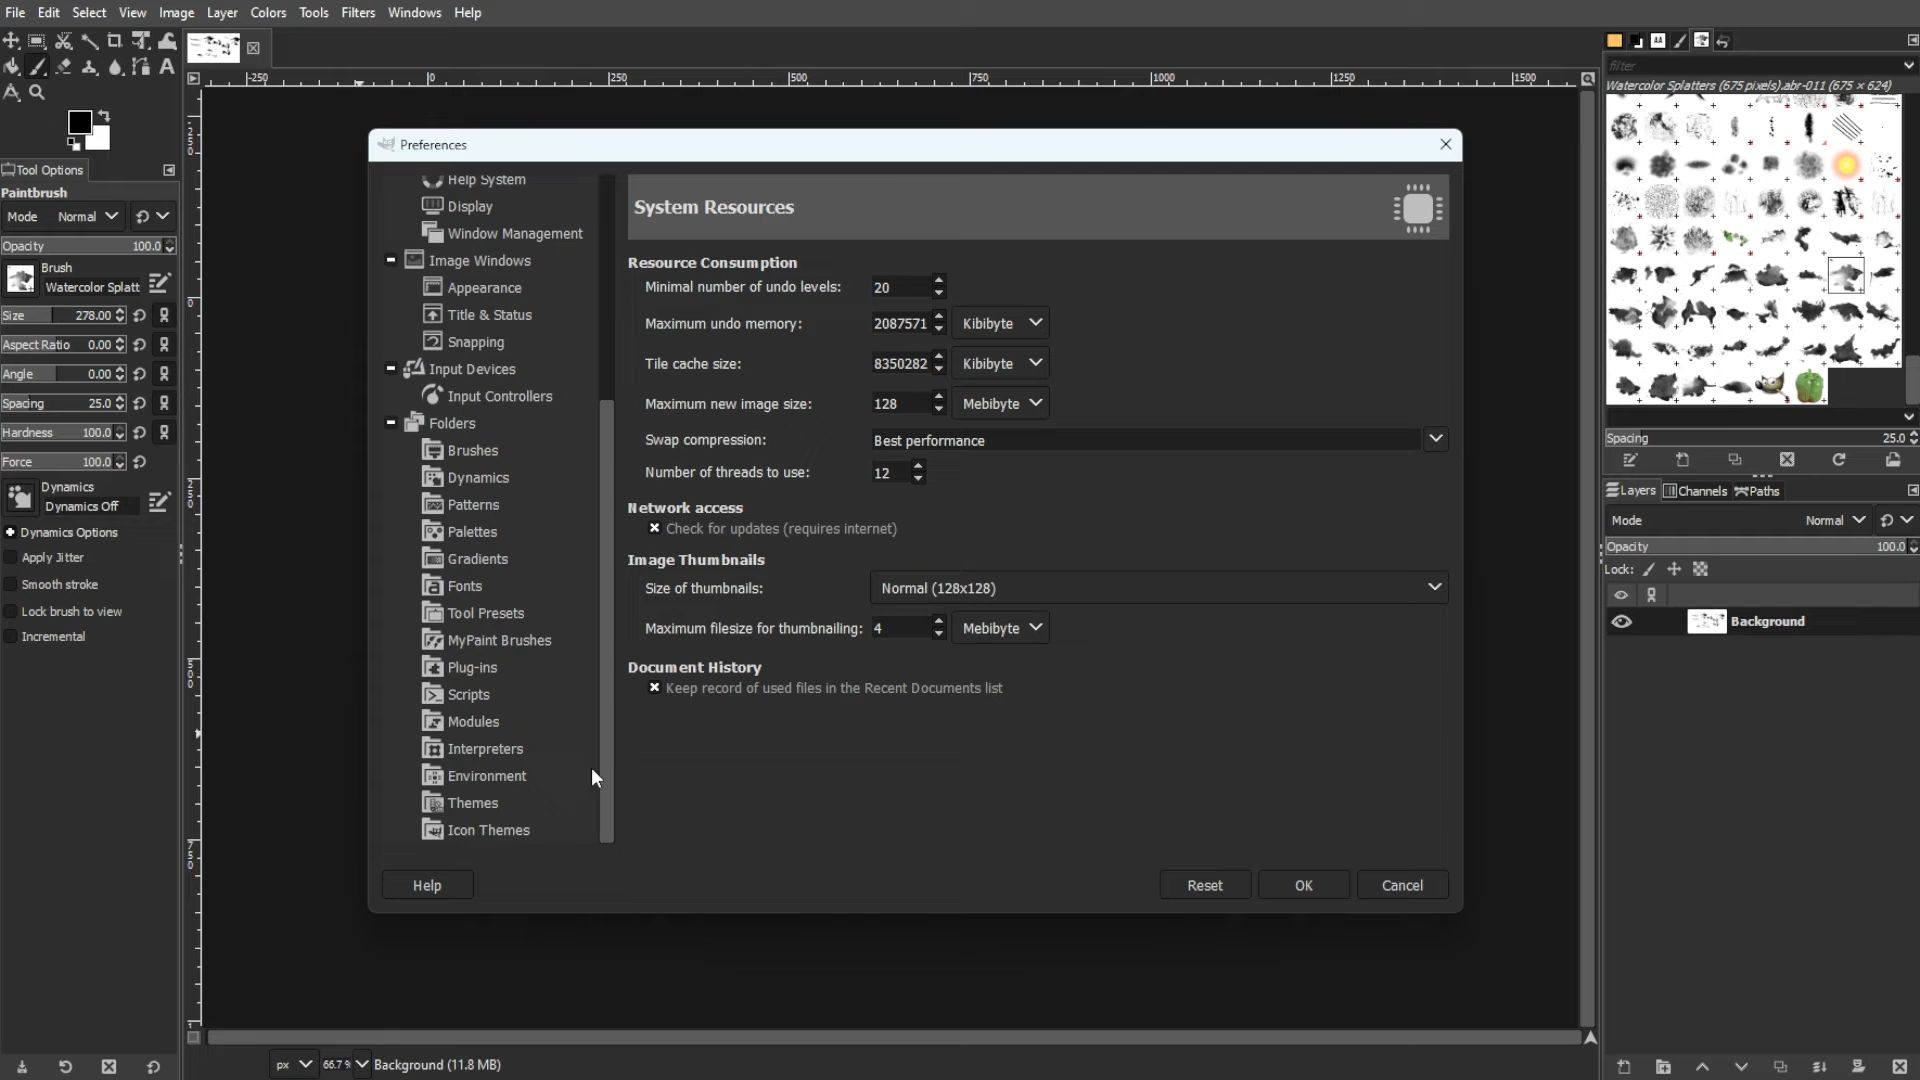 File Edit Select View Image Layer Colors Tools Filters Windows Help
-250 0 250 500 750 1000 1250 1500
filter
Watercolor Splatters (675 pixels).abr-011 (675 × 624)
Tool Options
Paintbrush
Mode Normal
Opacity 100.0
Brush
Watercolor Splatt
Size 278.00
Aspect Ratio 0.00
Angle 0.00
Spacing 25.0
Hardness 100.0
Force 100.0
Dynamics
Dynamics Off
Dynamics Options
Apply Jitter
Smooth stroke
Lock brush to view
Incremental
Preferences
Help System
Display
Window Management
Image Windows
Appearance
Title & Status
Snapping
Input Devices
Input Controllers
Folders
Brushes
Dynamics
Patterns
Palettes
Gradients
Fonts
Tool Presets
MyPaint Brushes
Plug-ins
Scripts
Modules
Interpreters
Environment
Themes
Icon Themes
System Resources
Resource Consumption
Minimal number of undo levels: 20
Maximum undo memory: 2087571 Kibibyte
Tile cache size: 8350282 Kibibyte
Maximum new image size: 128 Mebibyte
Swap compression: Best performance
Number of threads to use: 12
Network access
Check for updates (requires internet)
Image Thumbnails
Size of thumbnails: Normal (128x128)
Maximum filesize for thumbnailing: 4 Mebibyte
Document History
Keep record of used files in the Recent Documents list
Help Reset OK Cancel
Spacing 25.0
Layers Channels Paths
Mode Normal
Opacity 100.0
Lock:
Background
px 66.7 % Background (11.8 MB)